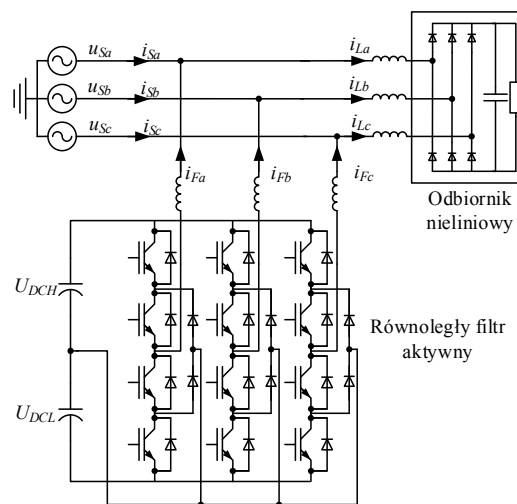 u_Sa i_Sa i_La
u_Sb i_Sb i_Lb
u_Sc i_Sc i_Lc
i_Fa i_Fb i_Fc
Odbiornik
nieliniowy
U_DCH
Równoległy filtr
aktywny
U_DCL